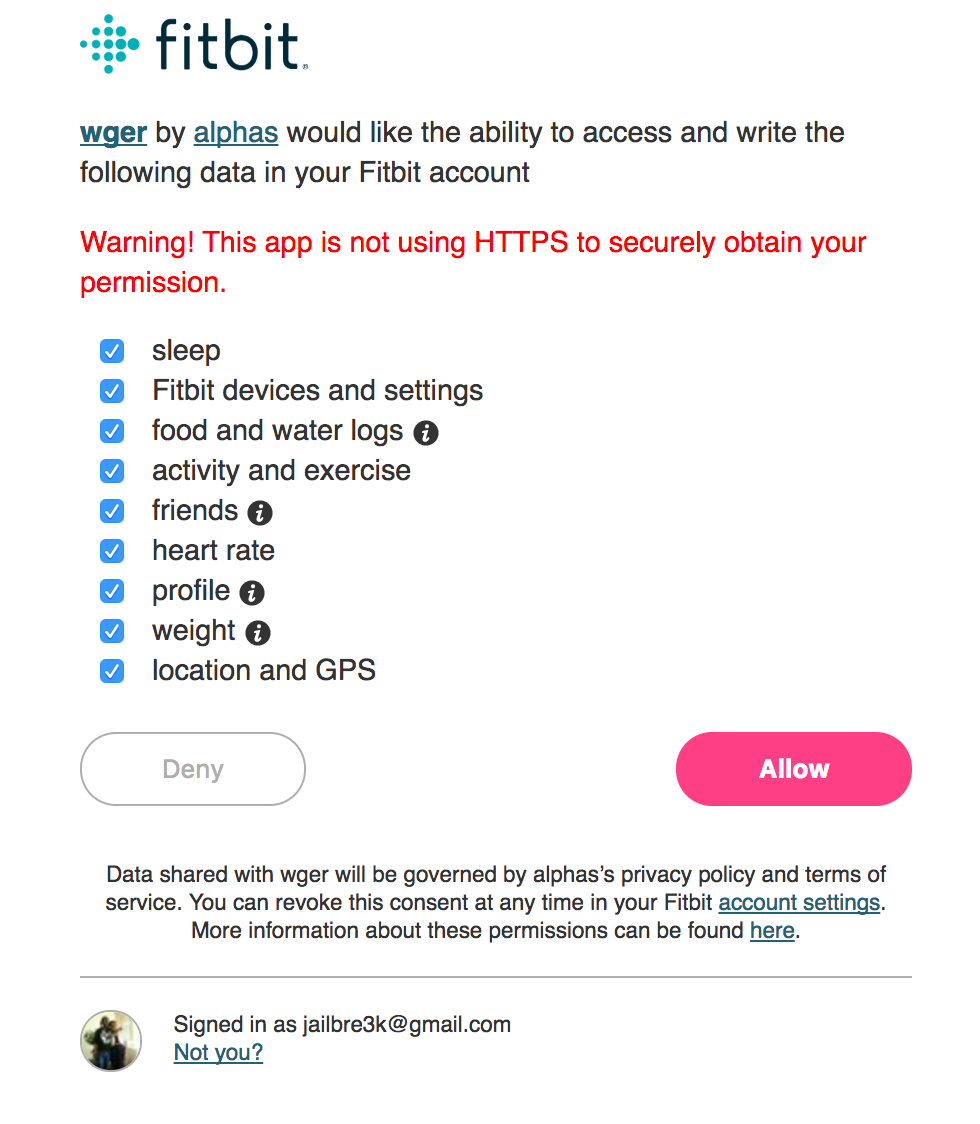 fitbit
wger by alphas would like the ability to access and write the
following data in your Fitbit account
Warning! This app is not using HTTPS to securely obtain your
permission.
sleep
Fitbit devices and settings
food and water logs
activity and exercise
friends
heart rate
profile
weight
location and GPS
Deny
Allow
Data shared with wger will be governed by alphas's privacy policy and terms of
service. You can revoke this consent at any time in your Fitbit account settings.
More information about these permissions can be found here.
Signed in as jailbre3k@gmail.com
Not you?